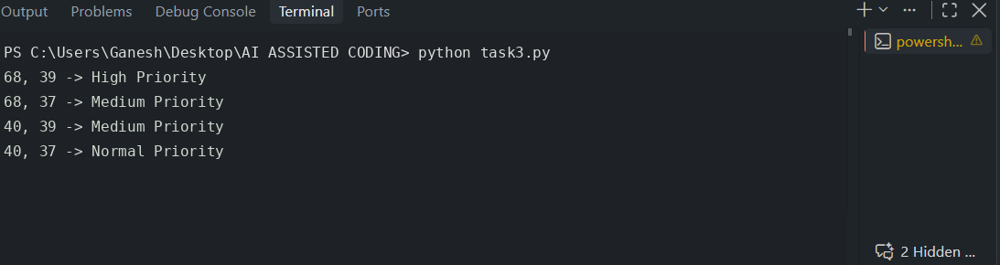 Output Problems Debug Console Terminal Ports
PS C:\Users\Ganesh\Desktop\AI ASSISTED CODING> python task3.py
68, 39 -> High Priority
68, 37 -> Medium Priority
40, 39 -> Medium Priority
40, 37 -> Normal Priority
powersh...
2 Hidden ...